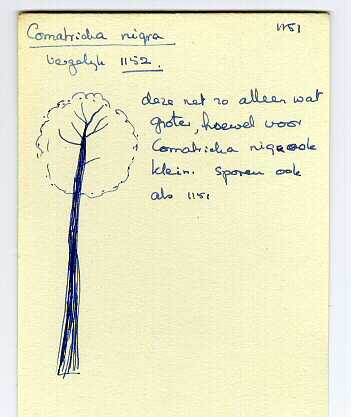 Comatricha nigra
1151
vergelijk 1152.
deze net zo alleen wat
groter, hoewel voor
Comatricha nigra ook
klein. sporen ook
als 1151